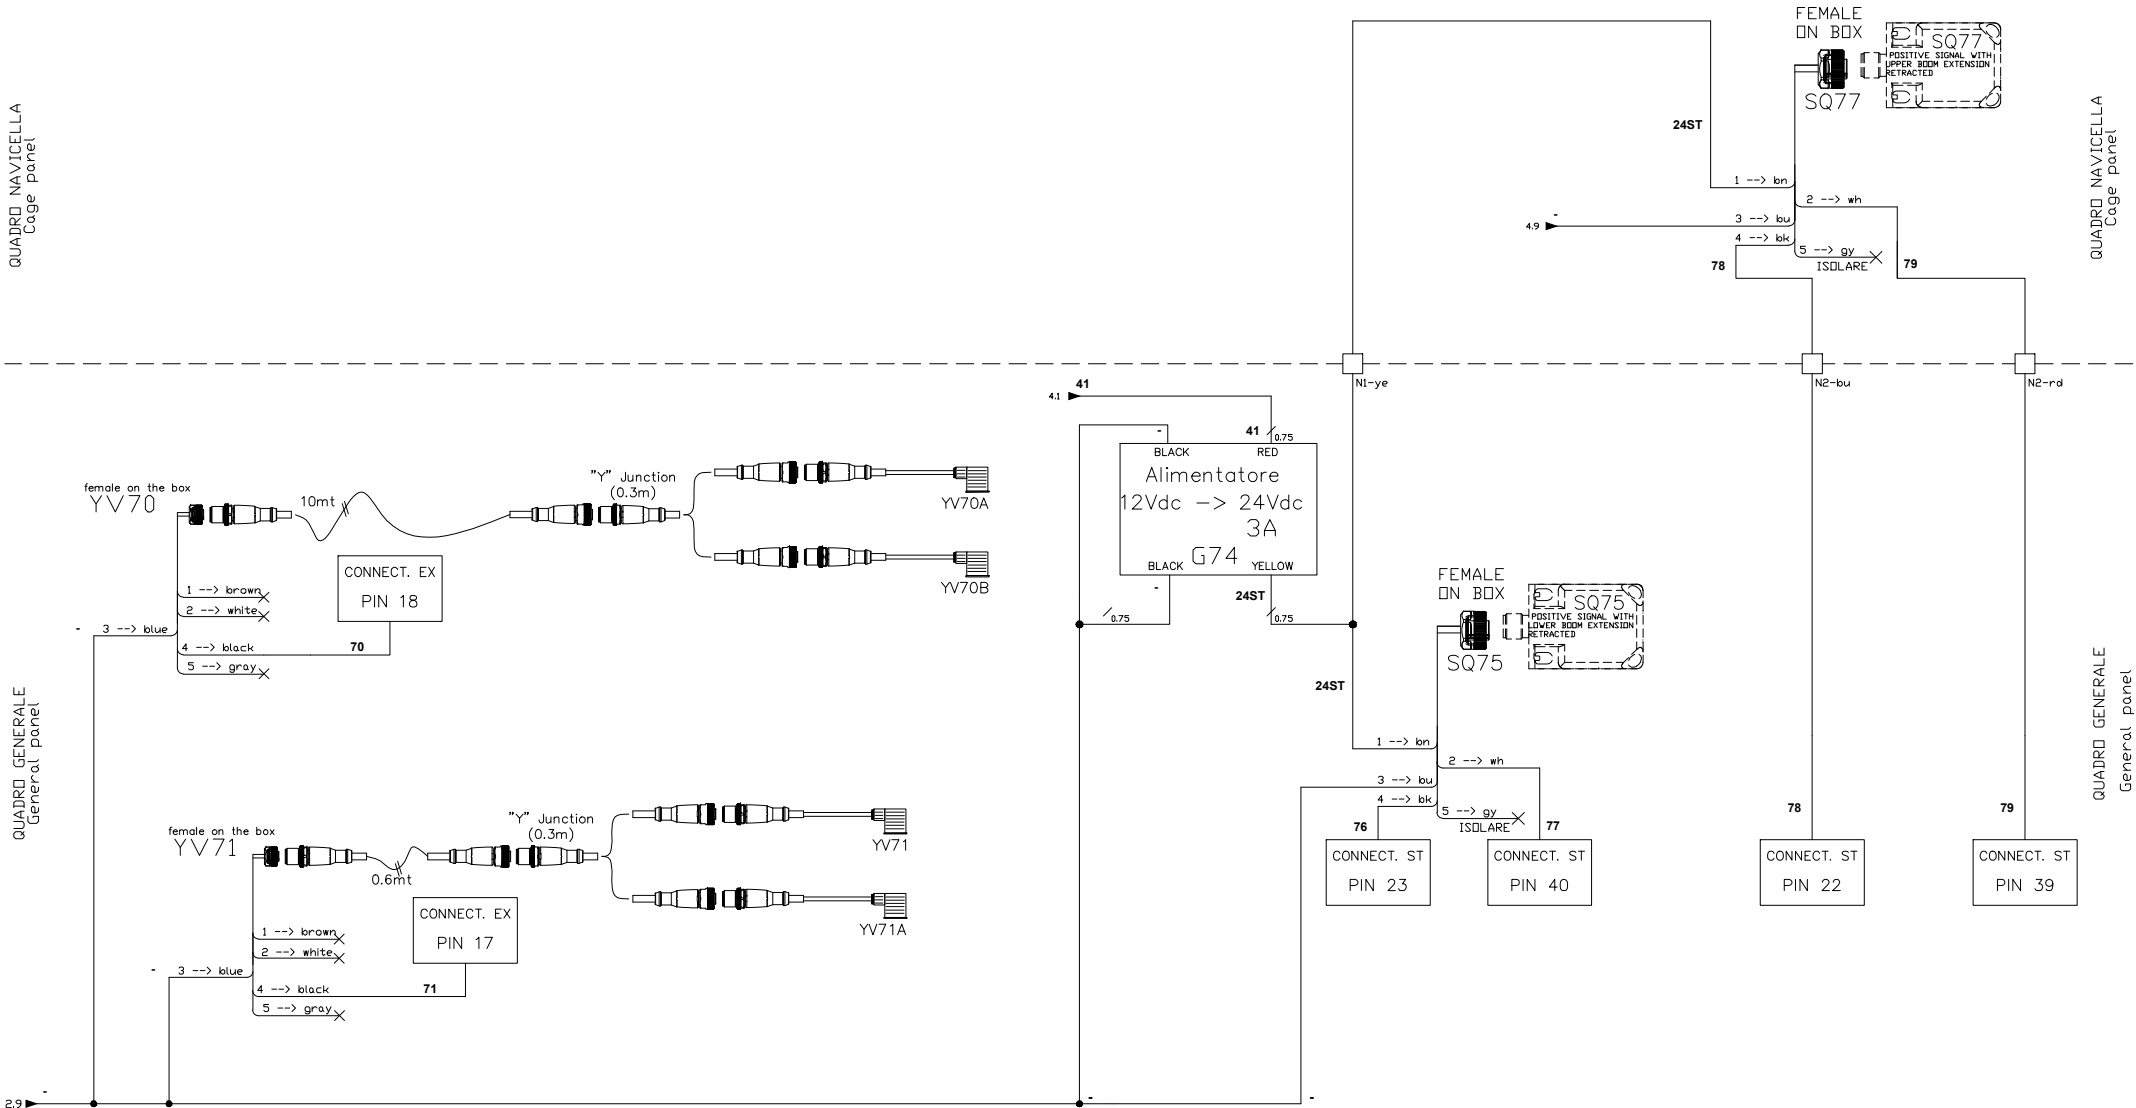 QUADRO NAVICELLA
Cage panel
FEMALE
ON BOX
SQ77
POSITIVE SIGNAL WITH
UPPER BOOM EXTENSION
RETRACTED
SQ77
24ST
1 --> bn
2 --> wh
4.9
-
3 --> bu
4 --> bk
5 --> gy
ISOLARE
78
79
QUADRO NAVICELLA
Cage panel
N1-ye
N2-bu
N2-rd
41
4.1
-
41
0.75
BLACK
RED
Alimentatore
12Vdc -> 24Vdc
3A
G74
BLACK
YELLOW
-
24ST
0.75
0.75
female on the box
YV70
10mt
"Y" Junction
(0.3m)
YV70A
YV70B
CONNECT. EX
PIN 18
1 --> brown
2 --> white
-
3 --> blue
4 --> black
70
5 --> gray
FEMALE
ON BOX
SQ75
POSITIVE SIGNAL WITH
LOWER BOOM EXTENSION
RETRACTED
SQ75
24ST
1 --> bn
2 --> wh
3 --> bu
4 --> bk
5 --> gy
ISOLARE
76
77
78
79
CONNECT. ST
PIN 23
CONNECT. ST
PIN 40
CONNECT. ST
PIN 22
CONNECT. ST
PIN 39
QUADRO GENERALE
General panel
QUADRO GENERALE
General panel
female on the box
YV71
0.6mt
"Y" Junction
(0.3m)
YV71
YV71A
CONNECT. EX
PIN 17
1 --> brown
2 --> white
-
3 --> blue
4 --> black
71
5 --> gray
2.9
-
-
-